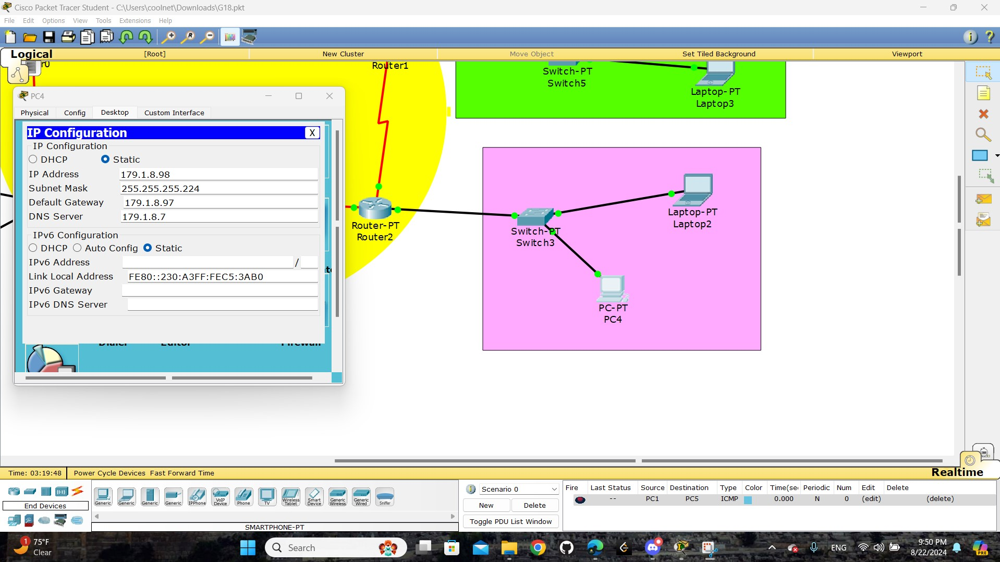 Cisco Packet Tracer Student - C:\Users\coolnet\Downloads\G18.pkt
File Edit Options View Tools Extensions Help
Logical [Root] New Cluster Move Object Set Tiled Background Viewport
r0
Router1
Switch-PT
Switch5
Laptop-PT
Laptop3
PC4
Physical Config Desktop Custom Interface
IP Configuration X
IP Configuration
DHCP Static
IP Address 179.1.8.98
Subnet Mask 255.255.255.224
Default Gateway 179.1.8.97
DNS Server 179.1.8.7
IPv6 Configuration
DHCP Auto Config Static
IPv6 Address /
Link Local Address FE80::230:A3FF:FEC5:3AB0
IPv6 Gateway
IPv6 DNS Server
Dialer Editor Firewall
Router-PT
Router2
Switch-PT
Switch3
Laptop-PT
Laptop2
PC-PT
PC4
Time: 03:19:48 Power Cycle Devices Fast Forward Time
Realtime
End Devices
Generic Generic Generic Generic IPPhone VoIP Device Phone TV Wireless Tablet Smart Device Generic Wireless Generic Wired Sniffer
SMARTPHONE-PT
Scenario 0
New Delete
Toggle PDU List Window
Fire Last Status Source Destination Type Color Time(sec Periodic Num Edit Delete
-- PC1 PC5 ICMP 0.000 N 0 (edit) (delete)
1
75°F
Clear
Search
ENG
9:50 PM
8/22/2024
PRE